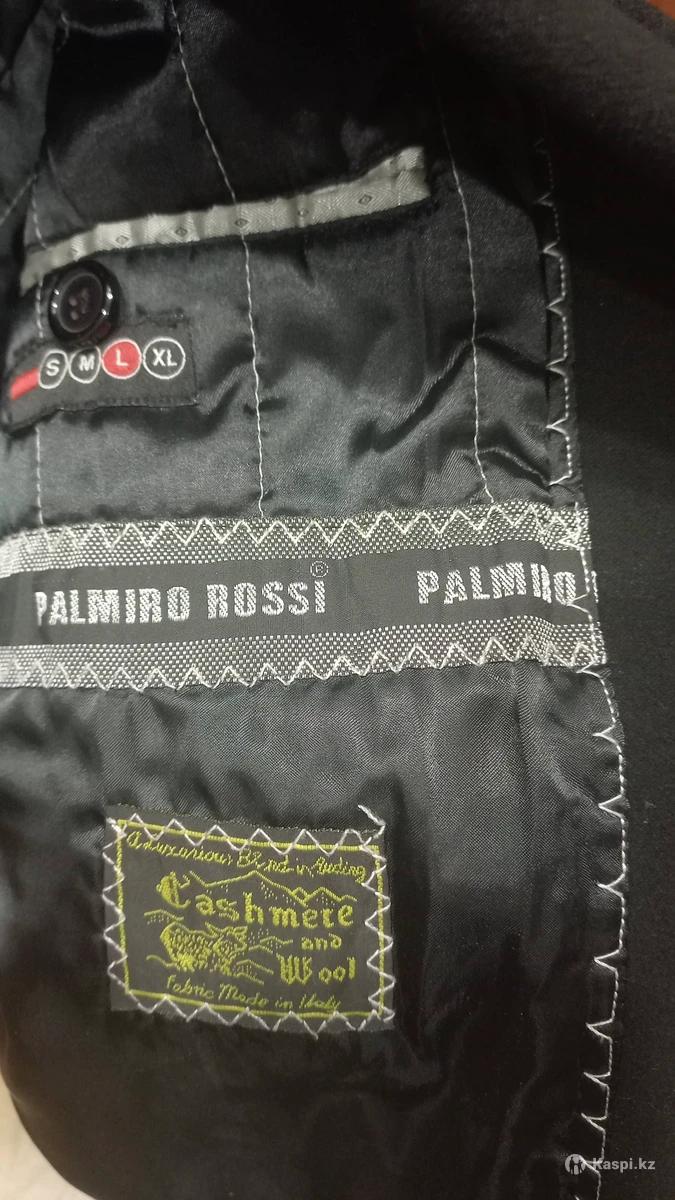 S M L XL
PALMIRO ROSSI® PALMIRO
A Luxurious Blend including
Cashmere
and
Wool
Fabric Made in Italy
Kaspi.kz